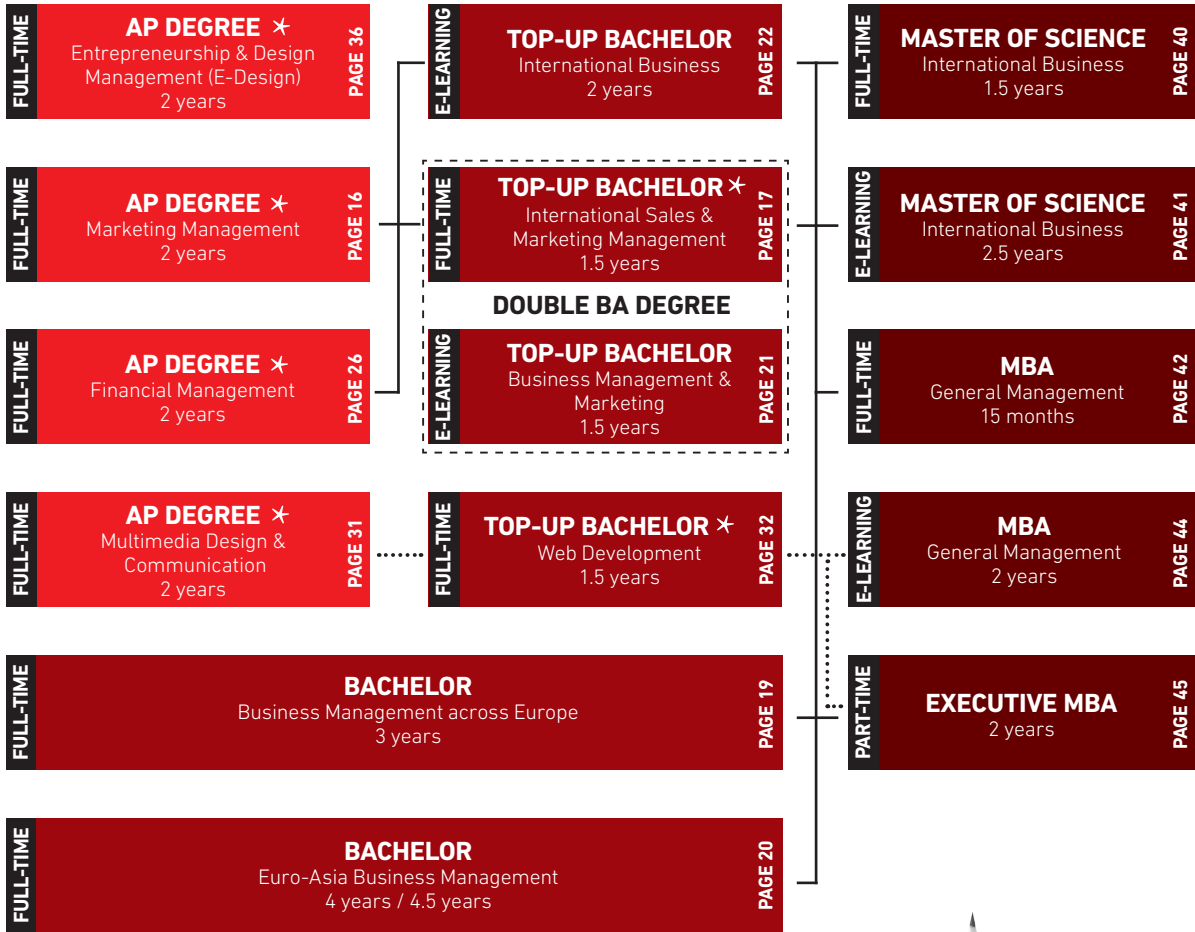 FULL-TIME
AP DEGREE *
Entrepreneurship & Design
Management (E-Design)
2 years
PAGE 36
E-LEARNING
TOP-UP BACHELOR
International Business
2 years
PAGE 22
FULL-TIME
MASTER OF SCIENCE
International Business
1.5 years
PAGE 40
FULL-TIME
AP DEGREE *
Marketing Management
2 years
PAGE 16
FULL-TIME
TOP-UP BACHELOR *
International Sales &
Marketing Management
1.5 years
PAGE 17
E-LEARNING
MASTER OF SCIENCE
International Business
2.5 years
PAGE 41
DOUBLE BA DEGREE
FULL-TIME
AP DEGREE *
Financial Management
2 years
PAGE 26
E-LEARNING
TOP-UP BACHELOR
Business Management &
Marketing
1.5 years
PAGE 21
FULL-TIME
MBA
General Management
15 months
PAGE 42
FULL-TIME
AP DEGREE *
Multimedia Design &
Communication
2 years
PAGE 31
FULL-TIME
TOP-UP BACHELOR *
Web Development
1.5 years
PAGE 32
E-LEARNING
MBA
General Management
2 years
PAGE 44
FULL-TIME
BACHELOR
Business Management across Europe
3 years
PAGE 19
PART-TIME
EXECUTIVE MBA
2 years
PAGE 45
FULL-TIME
BACHELOR
Euro-Asia Business Management
4 years / 4.5 years
PAGE 20